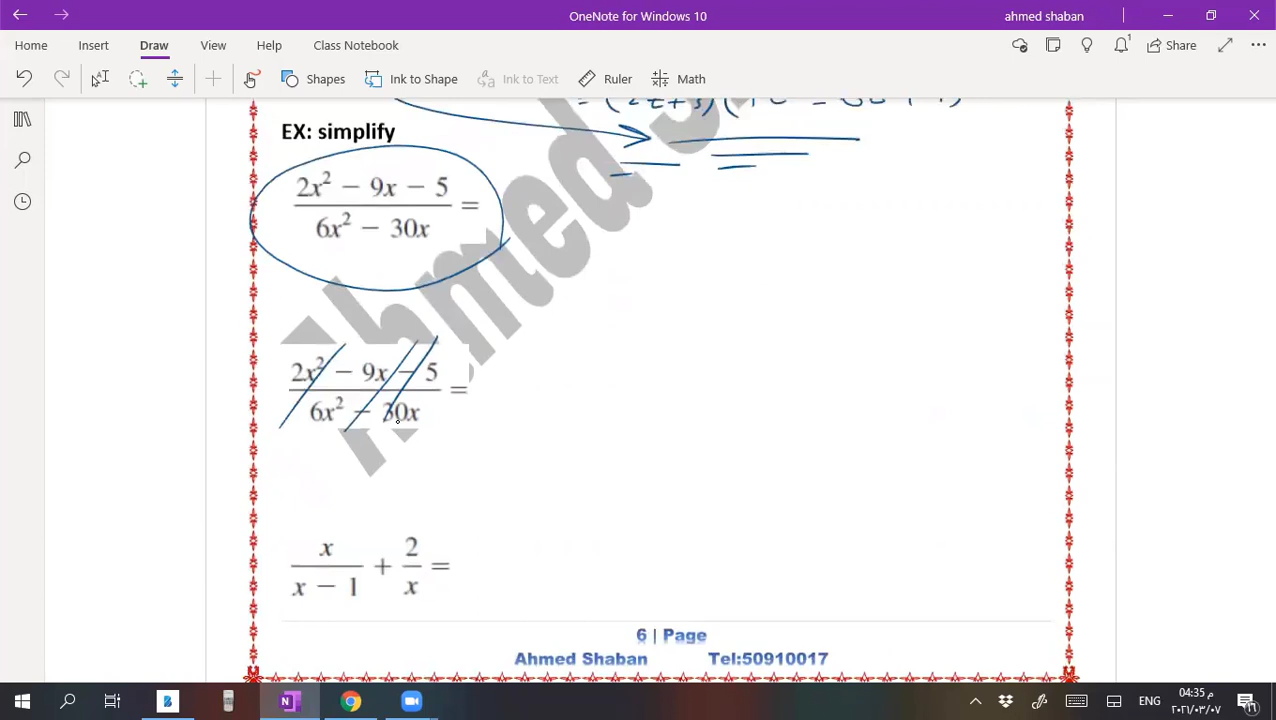 OneNote for Windows 10
ahmed shaban
Home Insert Draw View Help Class Notebook
1 Share
Shapes Ink to Shape Ink to Text Ruler Math
EX: simplify
2x² − 9x − 5
6x² − 30x
=
2x² − 9x − 5
6x² − 30x
=
x/(x − 1) + 2/x =
6 | Page
Ahmed Shaban Tel:50910017
ENG
04:35 م
٢٠٢١/٠٣/٠٧